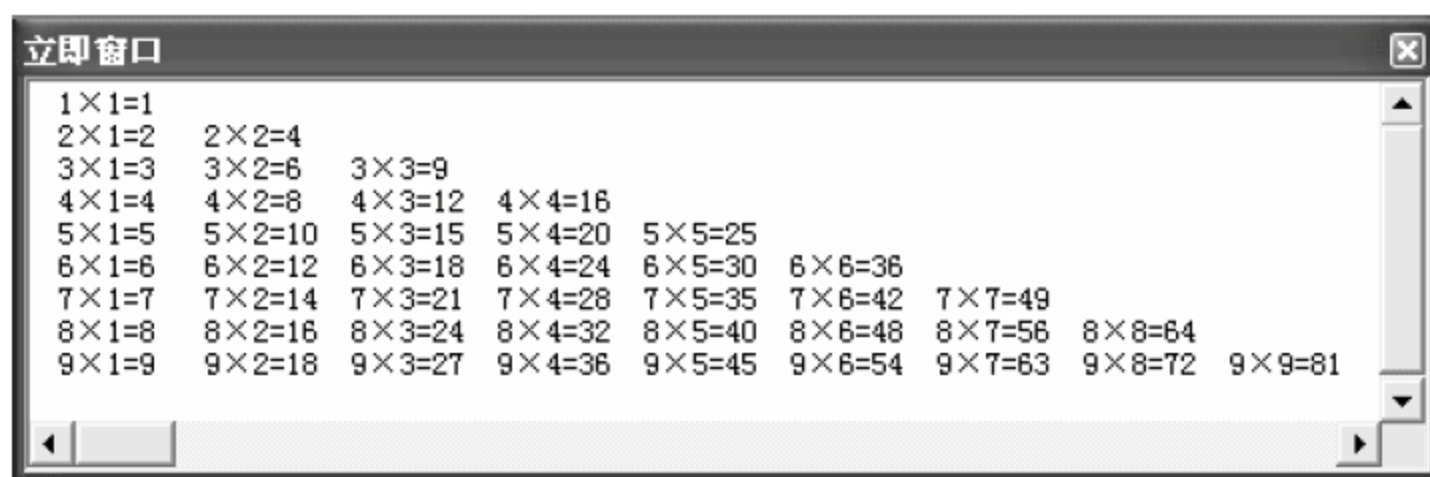 立即窗口
1×1=1
2×1=2 2×2=4
3×1=3 3×2=6 3×3=9
4×1=4 4×2=8 4×3=12 4×4=16
5×1=5 5×2=10 5×3=15 5×4=20 5×5=25
6×1=6 6×2=12 6×3=18 6×4=24 6×5=30 6×6=36
7×1=7 7×2=14 7×3=21 7×4=28 7×5=35 7×6=42 7×7=49
8×1=8 8×2=16 8×3=24 8×4=32 8×5=40 8×6=48 8×7=56 8×8=64
9×1=9 9×2=18 9×3=27 9×4=36 9×5=45 9×6=54 9×7=63 9×8=72 9×9=81